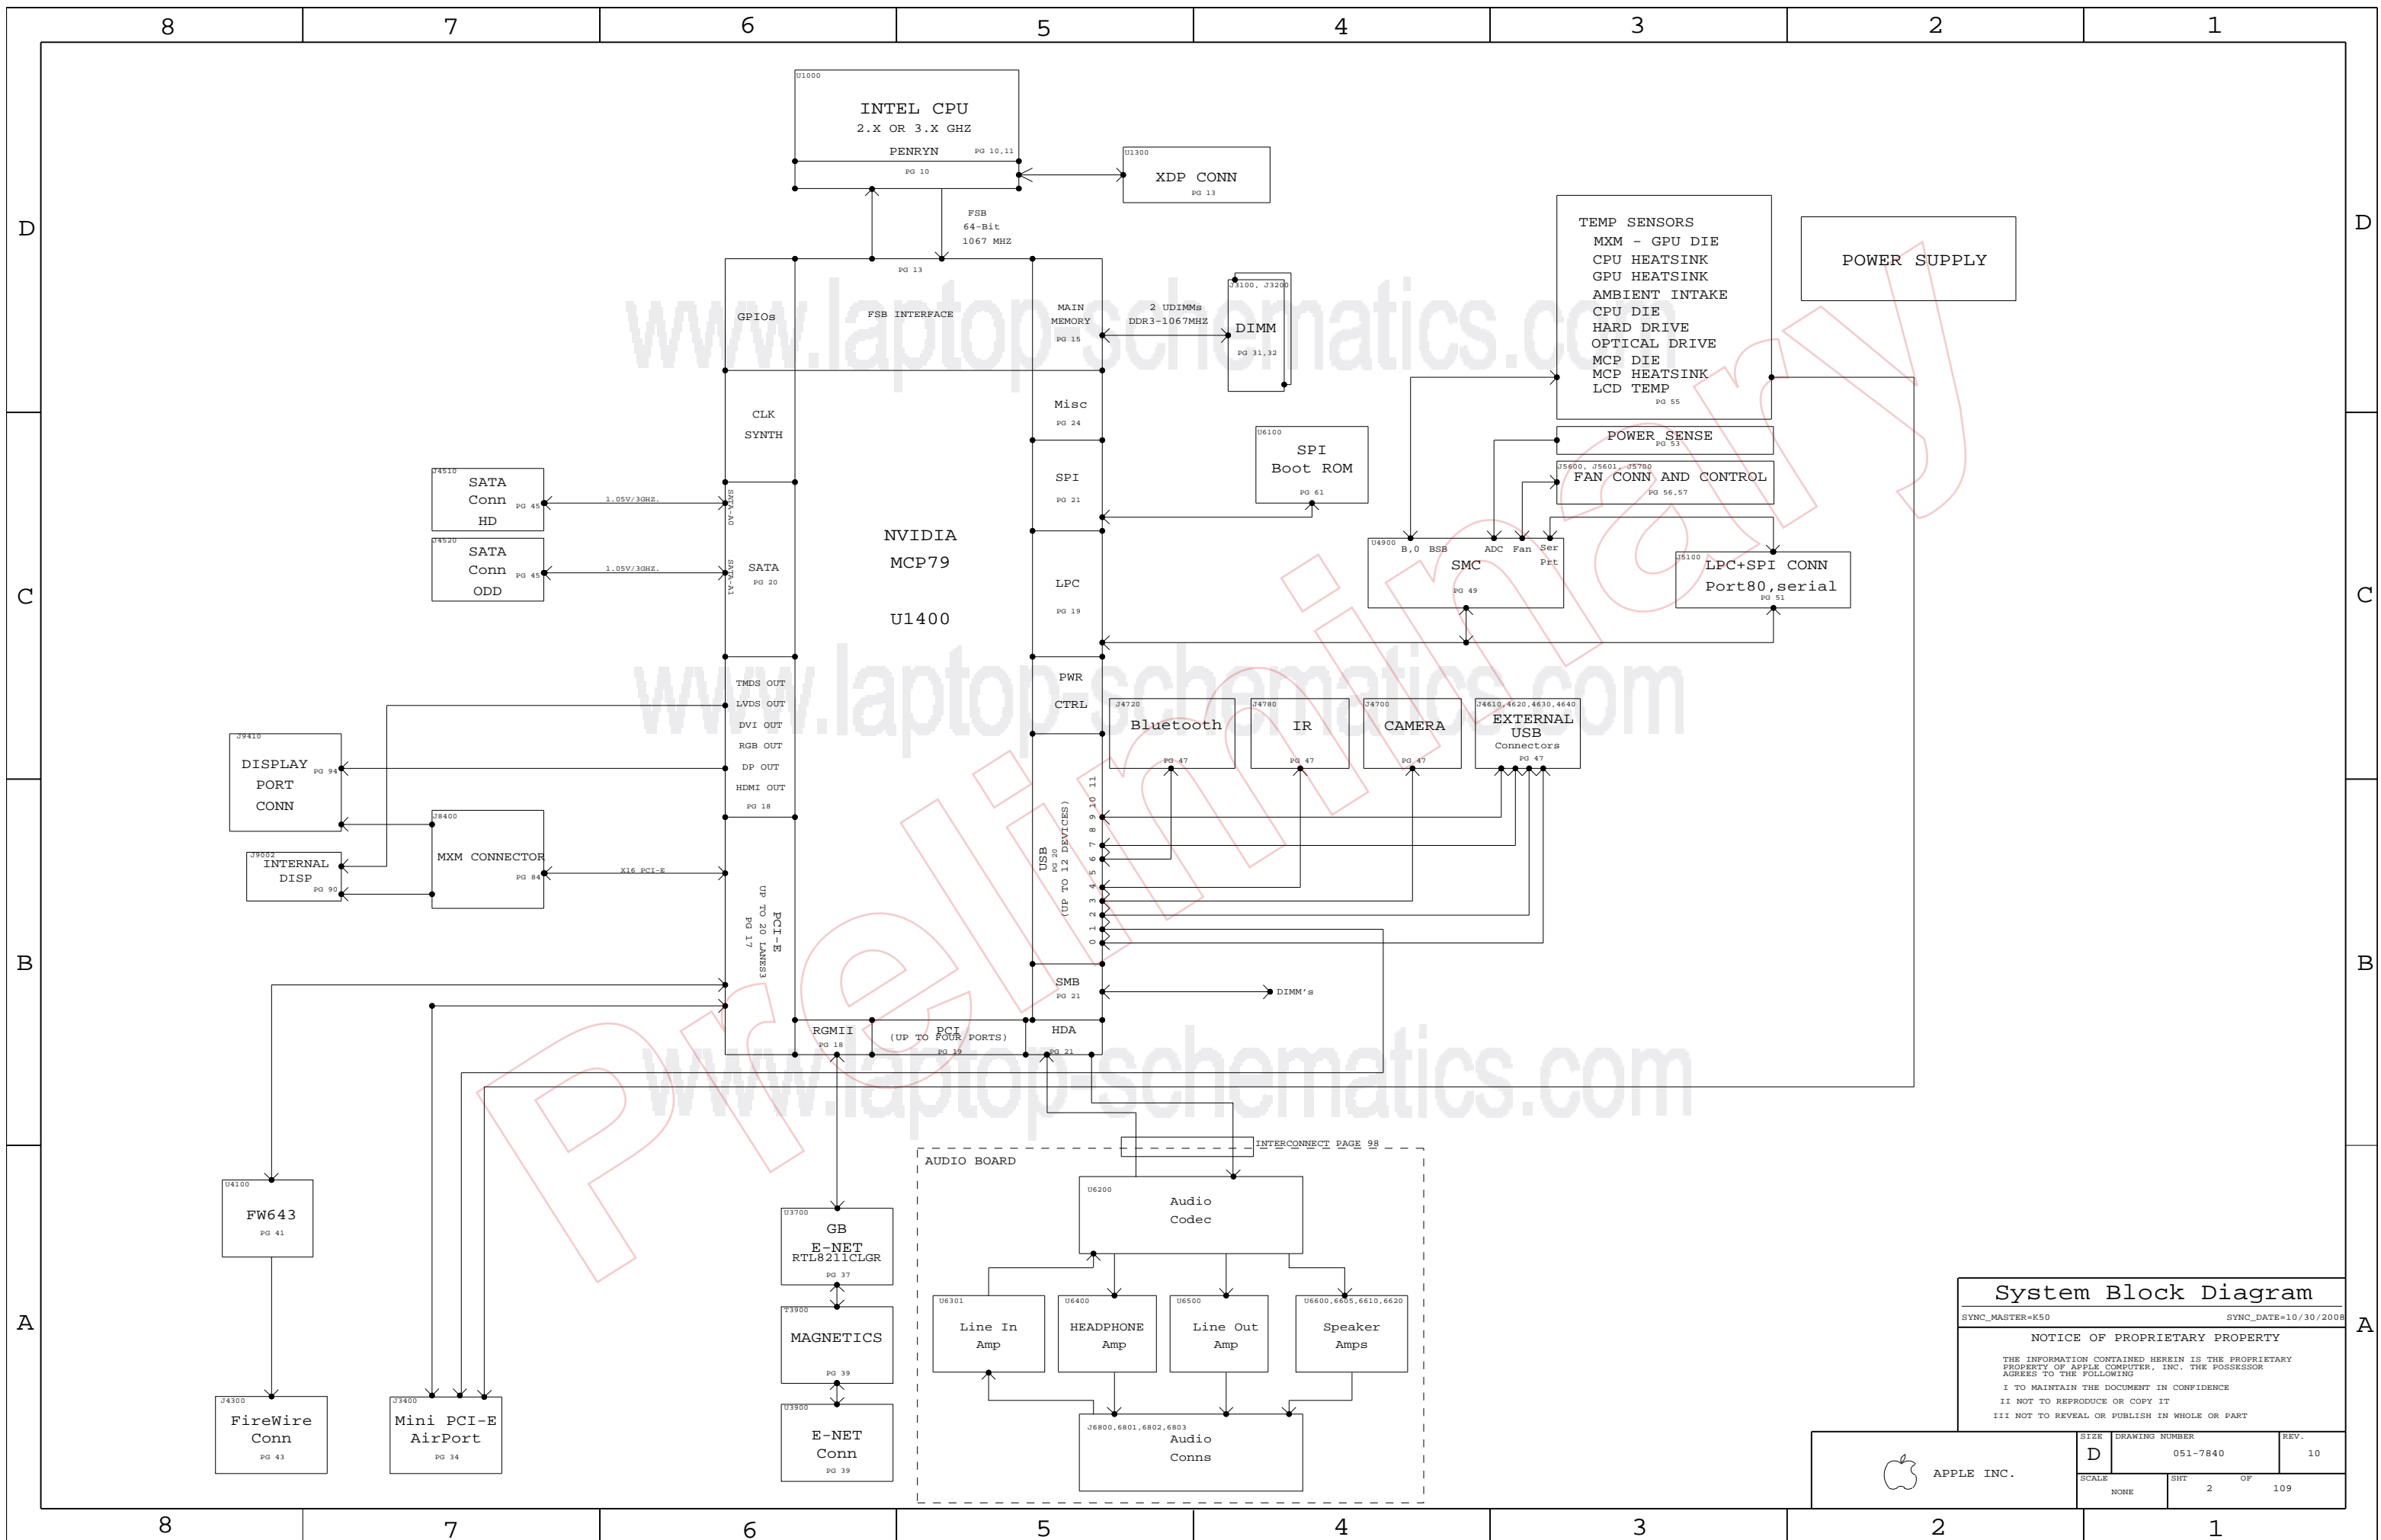 8 7 6 5 4 3 2 1
D
C
B
A
D
C
B
A
U1000
INTEL CPU
2.X OR 3.X GHZ
PENRYN
PG 10,11
PG 10
U1300
XDP CONN
PG 13
FSB
64-Bit
1067 MHZ
TEMP SENSORS
MXM - GPU DIE
CPU HEATSINK
GPU HEATSINK
AMBIENT INTAKE
CPU DIE
HARD DRIVE
OPTICAL DRIVE
MCP DIE
MCP HEATSINK
LCD TEMP
PG 55
POWER SUPPLY
PG 13
GPIOs
FSB INTERFACE
MAIN
MEMORY
PG 15
2 UDIMMs
DDR3-1067MHZ
J3100, J3200
DIMM
PG 31,32
www.laptop-schematics.com
CLK
SYNTH
Misc
PG 24
U6100
SPI
Boot ROM
PG 61
POWER SENSE
PG 53
J5600, J5601, J5700
FAN CONN AND CONTROL
PG 56,57
J4510
SATA
Conn
PG 45
HD
1.05V/3GHZ.
SATA-A0
SPI
PG 21
J4520
SATA
Conn
PG 45
ODD
1.05V/3GHZ.
SATA-A1
SATA
PG 20
NVIDIA
MCP79
U1400
LPC
PG 19
U4900
B,0 BSB
ADC
Fan
Ser
Prt
SMC
PG 49
J5100
LPC+SPI CONN
Port80,serial
PG 51
www.laptop-schematics.com
TMDS OUT
LVDS OUT
DVI OUT
RGB OUT
DP OUT
HDMI OUT
PG 18
PWR
CTRL
J4720
Bluetooth
PG 47
J4780
IR
PG 47
J4700
CAMERA
PG 47
J4610,4620,4630,4640
EXTERNAL
USB
Connectors
PG 47
J9410
DISPLAY
PG 94
PORT
CONN
J8400
MXM CONNECTOR
PG 84
J9002
INTERNAL
DISP
PG 90
X16 PCI-E
PCI-E
UP TO 20 LANES3
PG 17
USB
PG 20
(UP TO 12 DEVICES)
0 1 2 3 4 5 6 7 8 9 10 11
SMB
PG 21
DIMM's
RGMII
PG 18
PCI
(UP TO FOUR PORTS)
PG 19
HDA
PG 21
www.laptop-schematics.com
Preliminary
INTERCONNECT PAGE 98
AUDIO BOARD
U6200
Audio
Codec
U4100
FW643
PG 41
U3700
GB
E-NET
RTL8211CLGR
PG 37
U6301
Line In
Amp
U6400
HEADPHONE
Amp
U6500
Line Out
Amp
U6600,6605,6610,6620
Speaker
Amps
T3900
MAGNETICS
PG 39
J4300
FireWire
Conn
PG 43
J3400
Mini PCI-E
AirPort
PG 34
U3900
E-NET
Conn
PG 39
J6800,6801,6802,6803
Audio
Conns
System Block Diagram
SYNC_MASTER=K50
SYNC_DATE=10/30/2008
NOTICE OF PROPRIETARY PROPERTY
THE INFORMATION CONTAINED HEREIN IS THE PROPRIETARY
PROPERTY OF APPLE COMPUTER, INC. THE POSSESSOR
AGREES TO THE FOLLOWING
I TO MAINTAIN THE DOCUMENT IN CONFIDENCE
II NOT TO REPRODUCE OR COPY IT
III NOT TO REVEAL OR PUBLISH IN WHOLE OR PART
APPLE INC.
SIZE
D
DRAWING NUMBER
051-7840
REV.
10
SCALE
NONE
SHT
2
OF
109
8 7 6 5 4 3 2 1